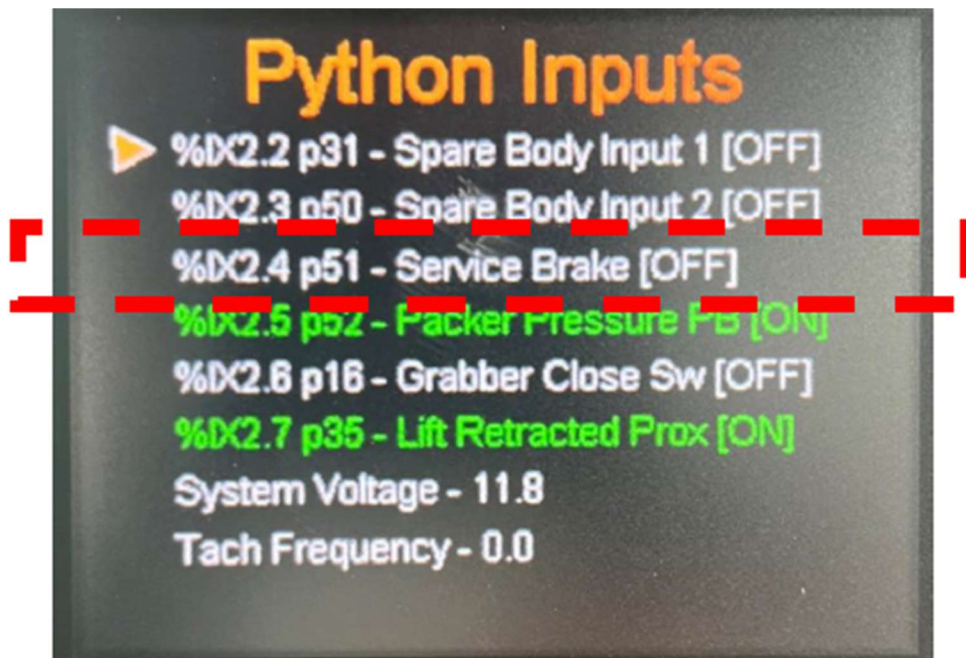 Python Inputs
%IX2.2 p31 - Spare Body Input 1 [OFF]
%IX2.3 p50 - Spare Body Input 2 [OFF]
%IX2.4 p51 - Service Brake [OFF]
%IX2.5 p52 - Packer Pressure PB [ON]
%IX2.6 p16 - Grabber Close Sw [OFF]
%IX2.7 p35 - Lift Retracted Prox [ON]
System Voltage - 11.8
Tach Frequency - 0.0